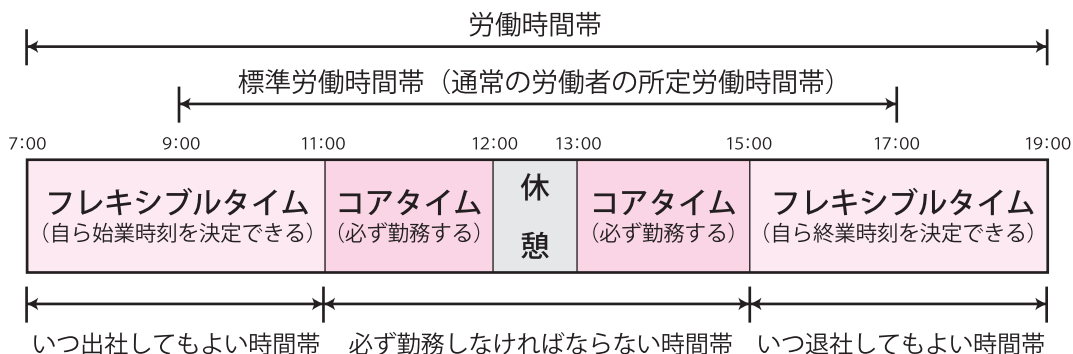 労働時間帯
標準労働時間帯（通常の労働者の所定労働時間帯）
7:00 9:00 11:00 12:00 13:00 15:00 17:00 19:00
フレキシブルタイム
（自ら始業時刻を決定できる）
コアタイム
（必ず勤務する）
休憩
コアタイム
（必ず勤務する）
フレキシブルタイム
（自ら終業時刻を決定できる）
いつ出社してもよい時間帯 必ず勤務しなければならない時間帯 いつ退社してもよい時間帯